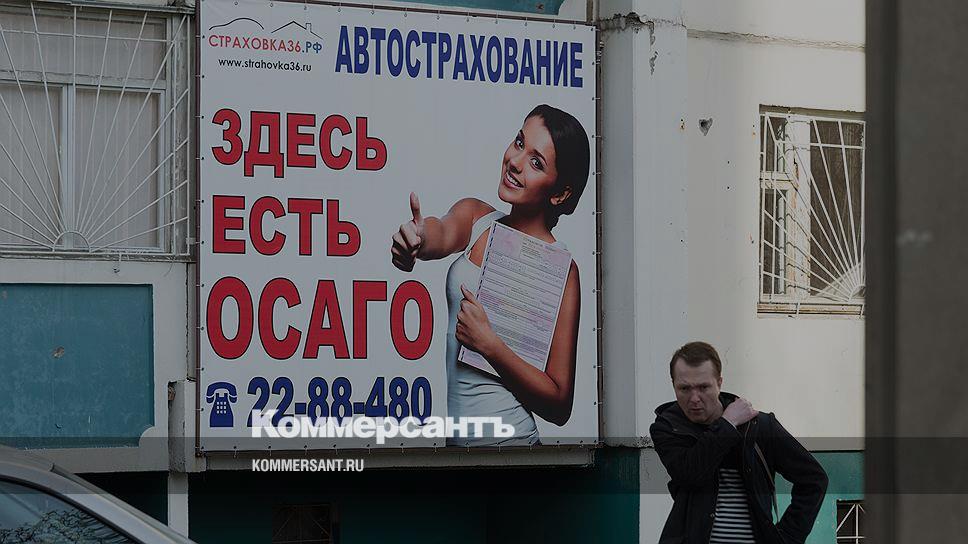 СТРАХОВКА36.РФ
www.strahovka36.ru
АВТОСТРАХОВАНИЕ
ЗДЕСЬ
ЕСТЬ
ОСАГО
22-88-480
Коммерсантъ
KOMMERSANT.RU